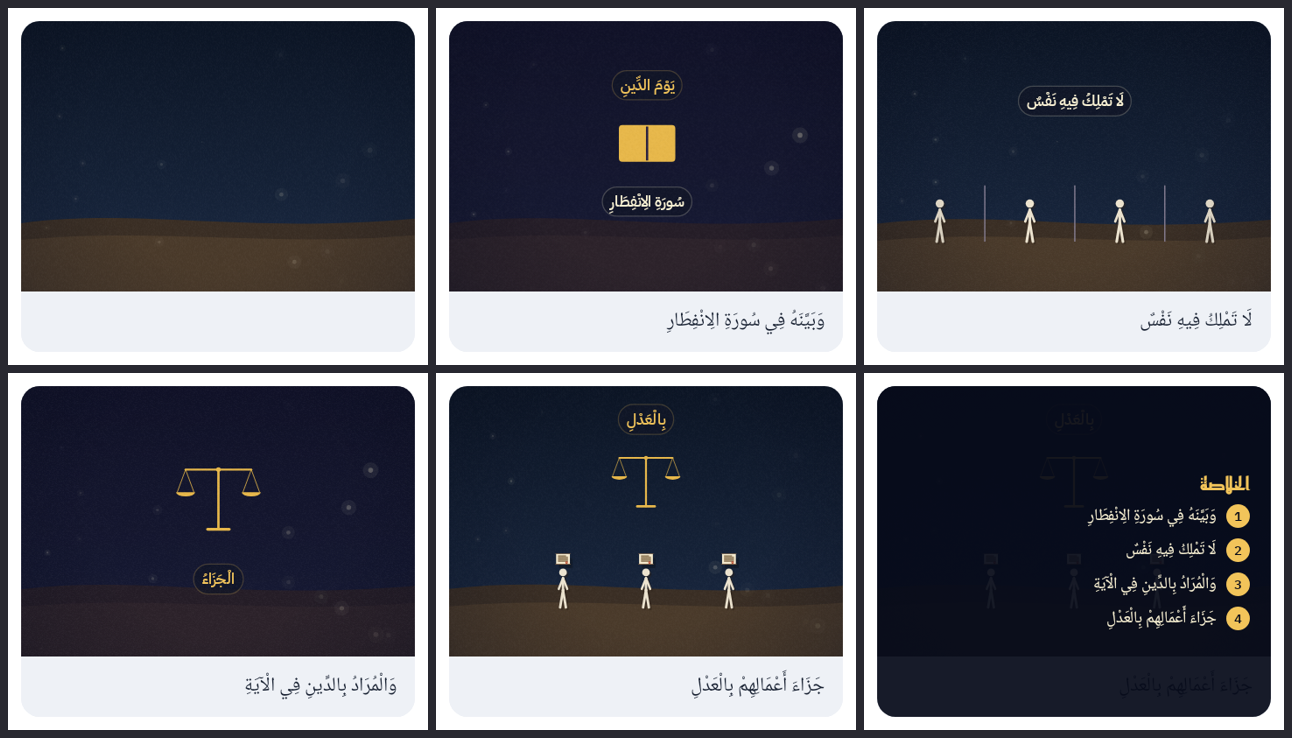 يَوْمَ الدِّينِ
سُورَةِ الِانْفِطَارِ
وَبَيَّنَهُ فِي سُورَةِ الِانْفِطَارِ
لَا تَمْلِكُ فِيهِ نَفْسٌ
لَا تَمْلِكُ فِيهِ نَفْسٌ
الْجَزَاءُ
وَالْمُرَادُ بِالدِّينِ فِي الْآيَةِ
بِالْعَدْلِ
جَزَاءَ أَعْمَالِهِمْ بِالْعَدْلِ
بِالْعَدْلِ
الخلاصة
1 وَبَيَّنَهُ فِي سُورَةِ الِانْفِطَارِ
2 لَا تَمْلِكُ فِيهِ نَفْسٌ
3 وَالْمُرَادُ بِالدِّينِ فِي الْآيَةِ
4 جَزَاءَ أَعْمَالِهِمْ بِالْعَدْلِ
جَزَاءَ أَعْمَالِهِمْ بِالْعَدْلِ